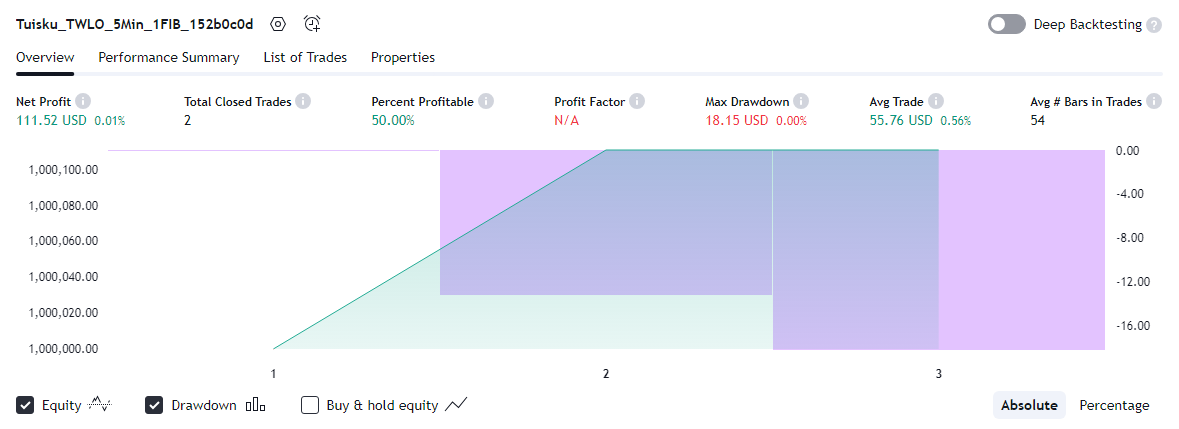 Tuisku_TWLO_5Min_1FIB_152b0c0d
Deep Backtesting ?
Overview Performance Summary List of Trades Properties
Net Profit i Total Closed Trades i Percent Profitable i Profit Factor i Max Drawdown i Avg Trade i Avg # Bars in Trades i
111.52 USD 0.01% 2 50.00% N/A 18.15 USD 0.00% 55.76 USD 0.56% 54
1,000,100.00
1,000,080.00
1,000,060.00
1,000,040.00
1,000,020.00
1,000,000.00
0.00
-4.00
-8.00
-12.00
-16.00
1 2 3
Equity Drawdown Buy & hold equity Absolute Percentage